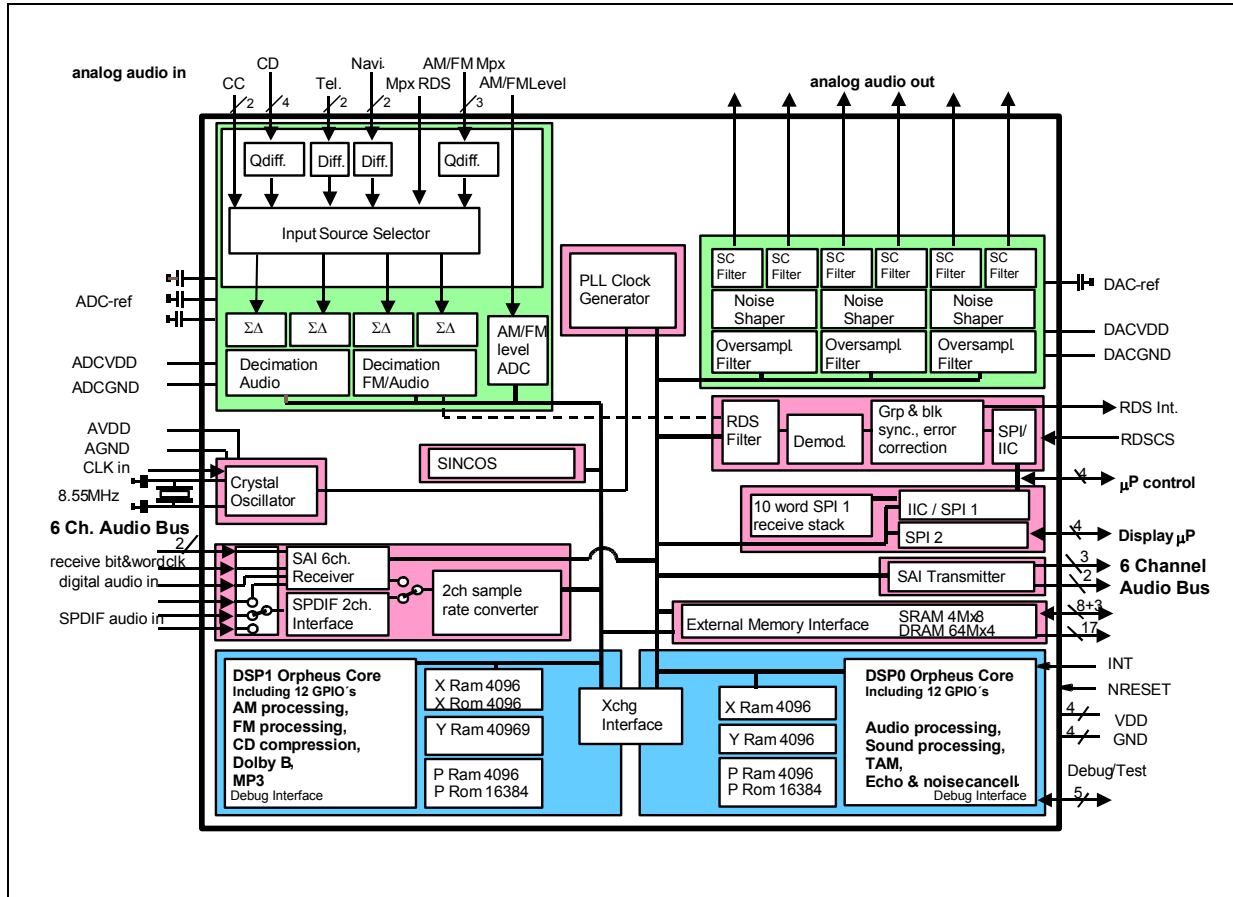 analog audio in
CC
CD
Tel.
Navi.
Mpx RDS
AM/FM Mpx
AM/FMLevel
2
4
2
2
3
analog audio out
Qdiff.
Diff.
Diff.
Qdiff.
Input Source Selector
ΣΔ
ΣΔ
ΣΔ
ΣΔ
AM/FM
level
ADC
Decimation
Audio
Decimation
FM/Audio
ADC-ref
ADCVDD
ADCGND
PLL Clock
Generator
SC
Filter
SC
Filter
SC
Filter
SC
Filter
SC
Filter
SC
Filter
Noise
Shaper
Noise
Shaper
Noise
Shaper
Oversampl.
Filter
Oversampl.
Filter
Oversampl.
Filter
DAC-ref
DACVDD
DACGND
AVDD
AGND
CLK in
8.55MHz
Crystal
Oscillator
SINCOS
RDS
Filter
Demod.
Grp & blk
sync., error
correction
SPI/
IIC
RDS Int.
RDSCS
4
µP control
10 word SPI 1
receive stack
IIC / SPI 1
SPI 2
4
Display µP
6 Ch. Audio Bus
2
receive bit&wordclk
digital audio in
SPDIF audio in
SAI 6ch.
Receiver
SPDIF 2ch.
Interface
2ch sample
rate converter
SAI Transmitter
3
2
6 Channel
Audio Bus
External Memory Interface
SRAM 4Mx8
DRAM 64Mx4
8+3
17
DSP1 Orpheus Core
Including 12 GPIO´s
AM processing,
FM processing,
CD compression,
Dolby B,
MP3
Debug Interface
X Ram 4096
X Rom 4096
Y Ram 40969
P Ram 4096
P Rom 16384
Xchg
Interface
X Ram 4096
Y Ram 4096
P Ram 4096
P Rom 16384
DSP0 Orpheus Core
Including 12 GPIO´s
Audio processing,
Sound processing,
TAM,
Echo & noisecancell.
Debug Interface
INT
NRESET
4
VDD
4
GND
Debug/Test
5